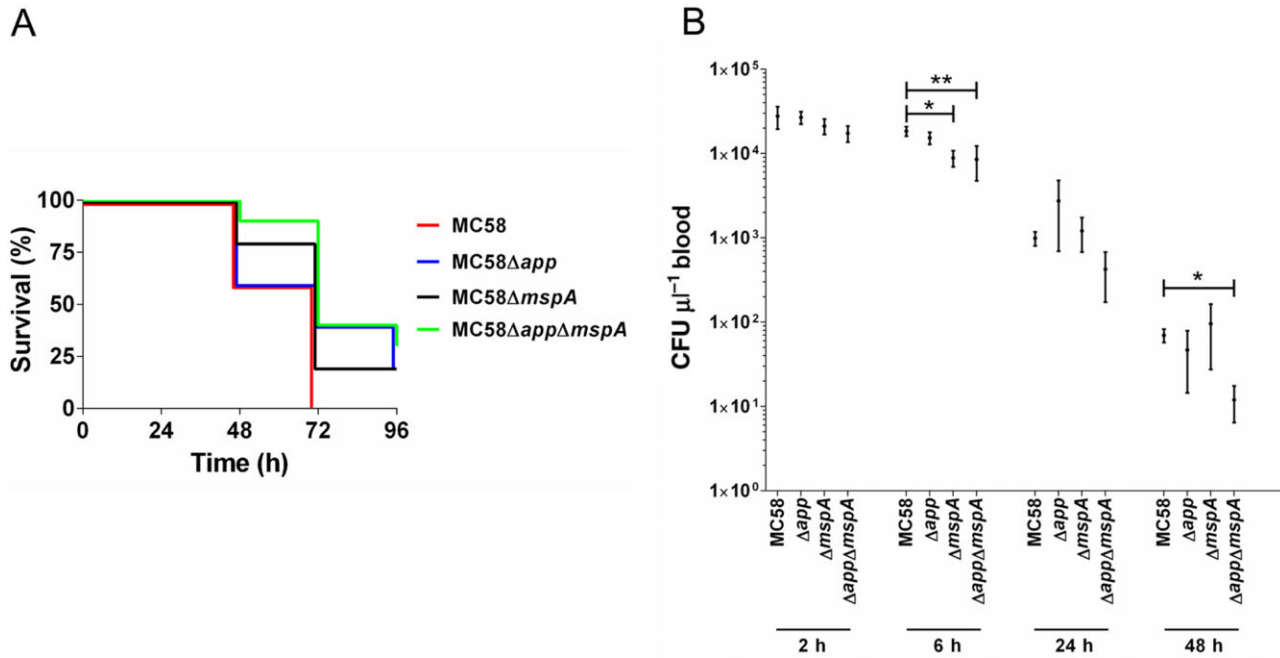 A
Survival (%)
100
75
50
25
0
0 24 48 72 96
Time (h)
MC58
MC58Δapp
MC58ΔmspA
MC58ΔappΔmspA
B
CFU µl⁻¹ blood
1×10⁵
1×10⁴
1×10³
1×10²
1×10¹
1×10⁰
**
*
*
MC58
Δapp
ΔmspA
ΔappΔmspA
MC58
Δapp
ΔmspA
ΔappΔmspA
MC58
Δapp
ΔmspA
ΔappΔmspA
MC58
Δapp
ΔmspA
ΔappΔmspA
2 h 6 h 24 h 48 h